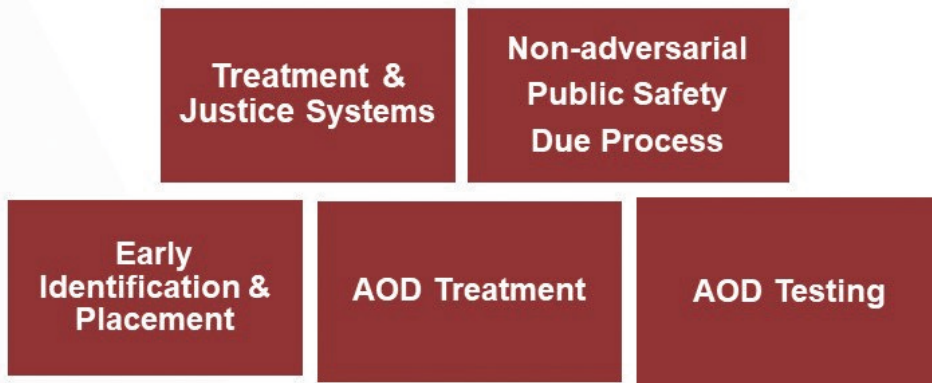 Treatment &
Justice Systems
Non-adversarial
Public Safety
Due Process
Early
Identification &
Placement
AOD Treatment
AOD Testing